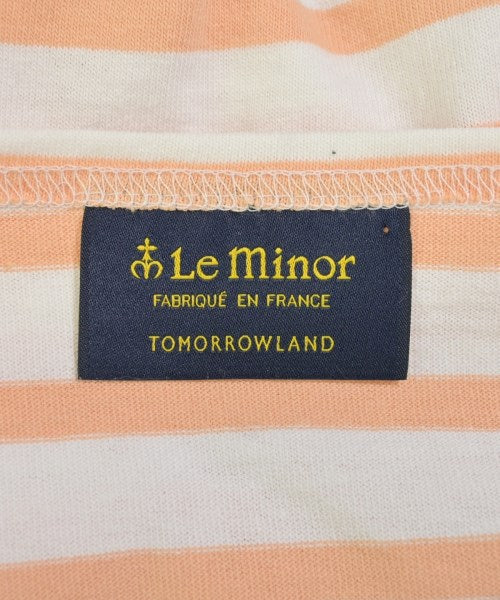 Le Minor
FABRIQUÉ EN FRANCE
TOMORROWLAND